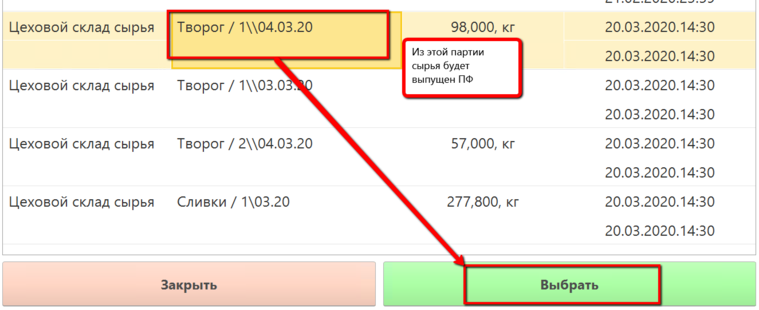 Цеховой склад сырья Творог / 1\\04.03.20 98,000, кг 20.03.2020.14:30
20.03.2020.14:30
Из этой партии
сырья будет
выпущен ПФ
Цеховой склад сырья Творог / 1\\03.03.20 20.03.2020.14:30
20.03.2020.14:30
Цеховой склад сырья Творог / 2\\04.03.20 57,000, кг 20.03.2020.14:30
20.03.2020.14:30
Цеховой склад сырья Сливки / 1\03.20 277,800, кг 20.03.2020.14:30
20.03.2020.14:30
Закрыть Выбрать